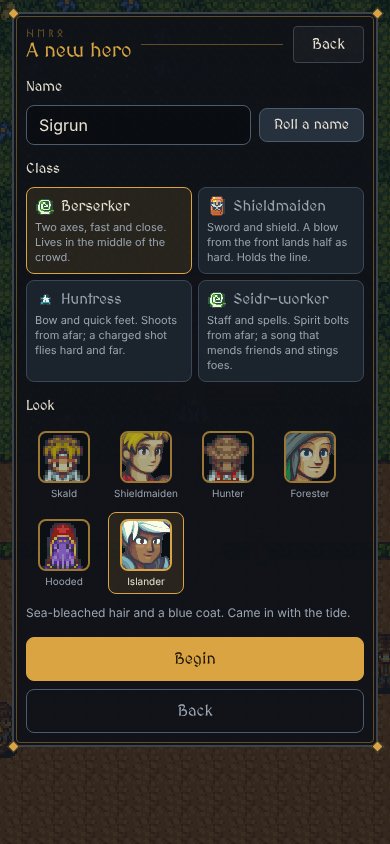 ᚺᛖᚱᛟ
A new hero
Back
Name
Sigrun
Roll a name
Class
Berserker
Two axes, fast and close.
Lives in the middle of the
crowd.
Shieldmaiden
Sword and shield. A blow
from the front lands half as
hard. Holds the line.
Huntress
Bow and quick feet. Shoots
from afar; a charged shot
flies hard and far.
Seidr-worker
Staff and spells. Spirit bolts
from afar; a song that
mends friends and stings
foes.
Look
Skald
Shieldmaiden
Hunter
Forester
Hooded
Islander
Sea-bleached hair and a blue coat. Came in with the tide.
Begin
Back